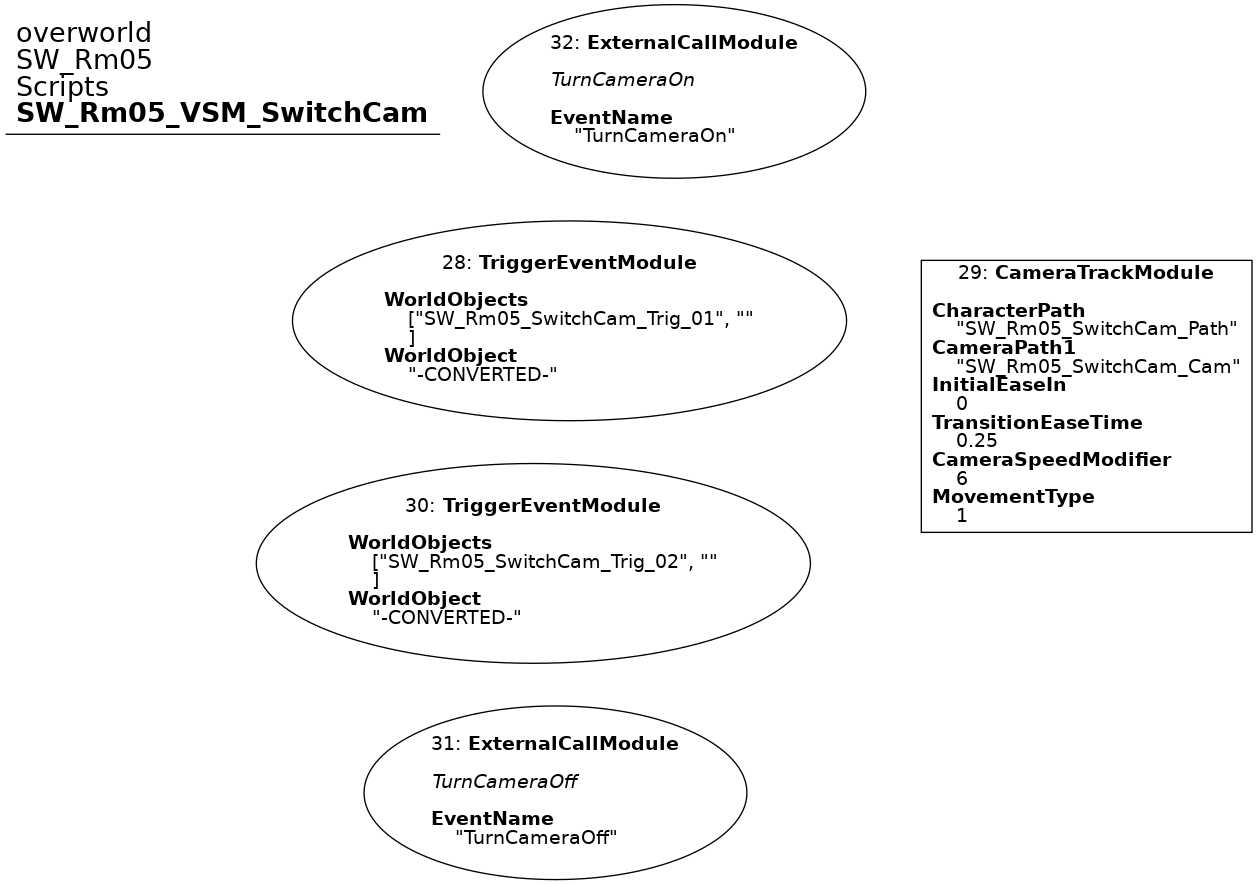 overworld
SW_Rm05
Scripts
SW_Rm05_VSM_SwitchCam
32: ExternalCallModule
TurnCameraOn
EventName
"TurnCameraOn"
28: TriggerEventModule
WorldObjects
["SW_Rm05_SwitchCam_Trig_01", ""
]
WorldObject
"-CONVERTED-"
29: CameraTrackModule
CharacterPath
"SW_Rm05_SwitchCam_Path"
CameraPath1
"SW_Rm05_SwitchCam_Cam"
InitialEaseIn
0
TransitionEaseTime
0.25
CameraSpeedModifier
6
MovementType
1
30: TriggerEventModule
WorldObjects
["SW_Rm05_SwitchCam_Trig_02", ""
]
WorldObject
"-CONVERTED-"
31: ExternalCallModule
TurnCameraOff
EventName
"TurnCameraOff"